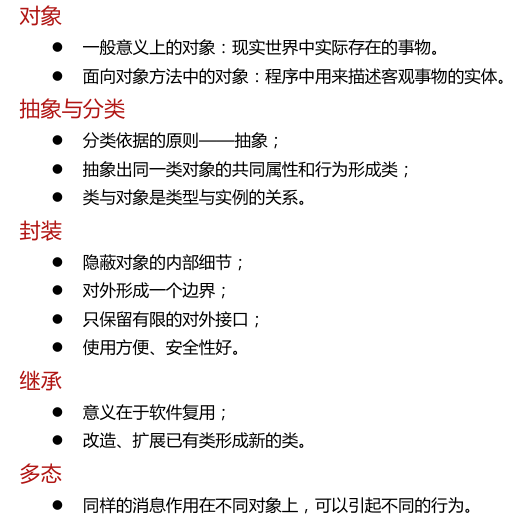 对象
● 一般意义上的对象：现实世界中实际存在的事物。
● 面向对象方法中的对象：程序中用来描述客观事物的实体。
抽象与分类
● 分类依据的原则——抽象；
● 抽象出同一类对象的共同属性和行为形成类；
● 类与对象是类型与实例的关系。
封装
● 隐蔽对象的内部细节；
● 对外形成一个边界；
● 只保留有限的对外接口；
● 使用方便、安全性好。
继承
● 意义在于软件复用；
● 改造、扩展已有类形成新的类。
多态
● 同样的消息作用在不同对象上，可以引起不同的行为。